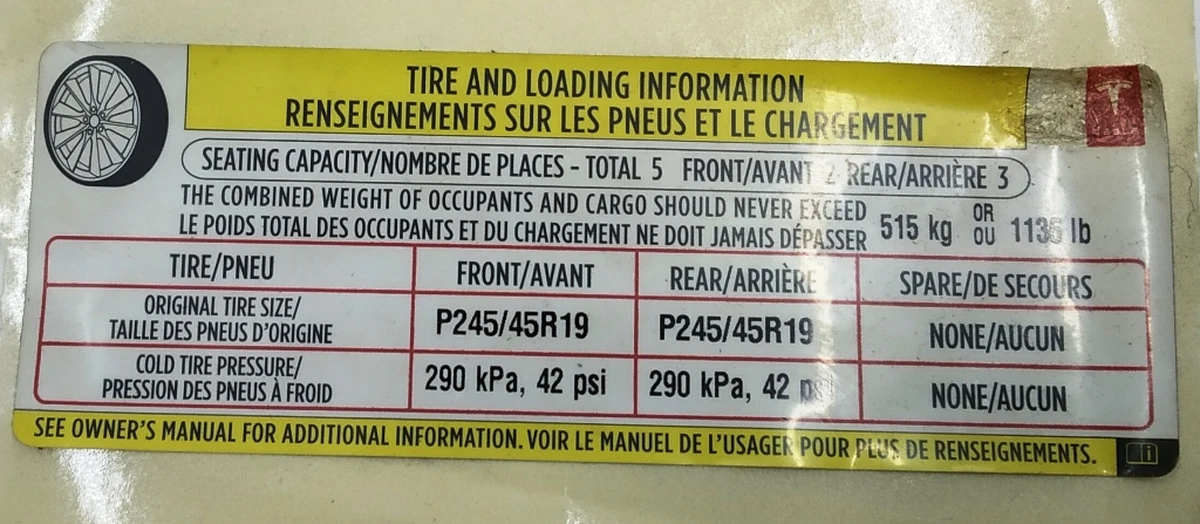 TIRE AND LOADING INFORMATION
RENSEIGNEMENTS SUR LES PNEUS ET LE CHARGEMENT
SEATING CAPACITY/NOMBRE DE PLACES - TOTAL 5 FRONT/AVANT 2 REAR/ARRIÈRE 3
THE COMBINED WEIGHT OF OCCUPANTS AND CARGO SHOULD NEVER EXCEED
LE POIDS TOTAL DES OCCUPANTS ET DU CHARGEMENT NE DOIT JAMAIS DÉPASSER
515 kg OR OU 1135 lb
TIRE/PNEU FRONT/AVANT REAR/ARRIÈRE SPARE/DE SECOURS
ORIGINAL TIRE SIZE/
TAILLE DES PNEUS D'ORIGINE
P245/45R19 P245/45R19 NONE/AUCUN
COLD TIRE PRESSURE/
PRESSION DES PNEUS À FROID
290 kPa, 42 psi 290 kPa, 42 psi NONE/AUCUN
SEE OWNER'S MANUAL FOR ADDITIONAL INFORMATION. VOIR LE MANUEL DE L'USAGER POUR PLUS DE RENSEIGNEMENTS.